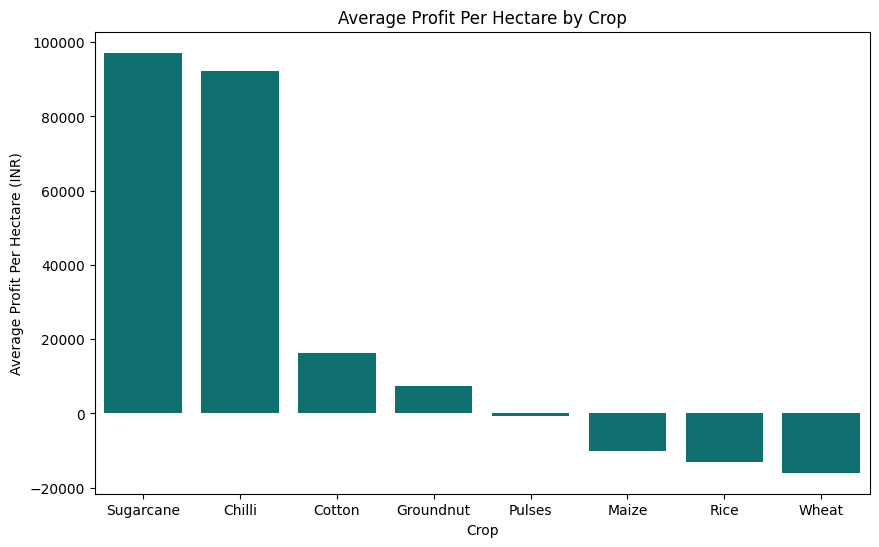 Average Profit Per Hectare by Crop
Average Profit Per Hectare (INR)
100000
80000
60000
40000
20000
0
−20000
Sugarcane Chilli Cotton Groundnut Pulses Maize Rice Wheat
Crop